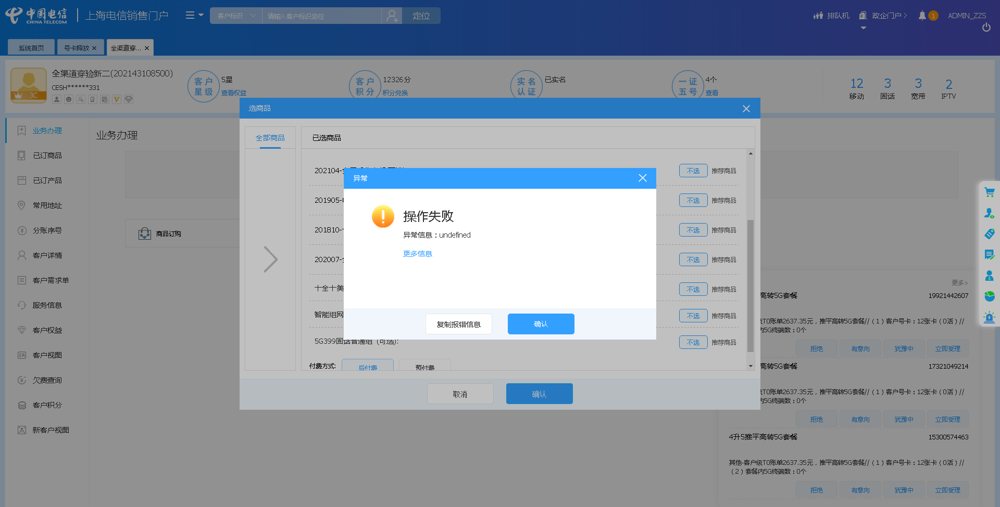 中国电信
CHINA TELECOM
上海电信销售门户
客户标识
请输入客户标识定位
定位
排队机
政企门户
1
ADMIN_ZZS
系统首页
号卡释放
全渠道穿...
全渠道穿验新二(202143108500)
CESH******331
3C
客户星级
5星
查看权益
客户积分
12326分
积分兑换
实名认证
已实名
一证五号
4个
查看
12
移动
3
固话
3
宽带
2
IPTV
业务办理
已订商品
已订产品
常用地址
分账序号
客户详情
客户需求单
服务信息
客户权益
客户视图
欠费查询
客户积分
新客户视图
业务办理
商品订购
选商品
全部商品
已选商品
202104-
不选 推荐商品
201905-
不选 推荐商品
201810-
不选 推荐商品
202007-
不选 推荐商品
十全十美
不选 推荐商品
智能组网
不选 推荐商品
5G399固话普通组 (可选):
不选 推荐商品
付费方式:
后付费
预付费
取消
确认
异常
操作失败
异常信息：undefined
更多信息
复制报错信息
确认
更多>
高转5G套餐
19921442607
级T0账单2637.35元，推平高转5G套餐//（1）客户号卡：12张卡（0活）//
内5G终端数：0个
拒绝 有意向 犹豫中 立即受理
高转5G套餐
17321049214
级T0账单2637.35元，推平高转5G套餐//（1）客户号卡：12张卡（0活）//
内5G终端数：0个
拒绝 有意向 犹豫中 立即受理
4升5推平高转5G套餐
15300574463
其他-客户级T0账单2637.35元，推平高转5G套餐//（1）客户号卡：12张卡（0活）//
（2）套餐内5G终端数：0个
拒绝 有意向 犹豫中 立即受理